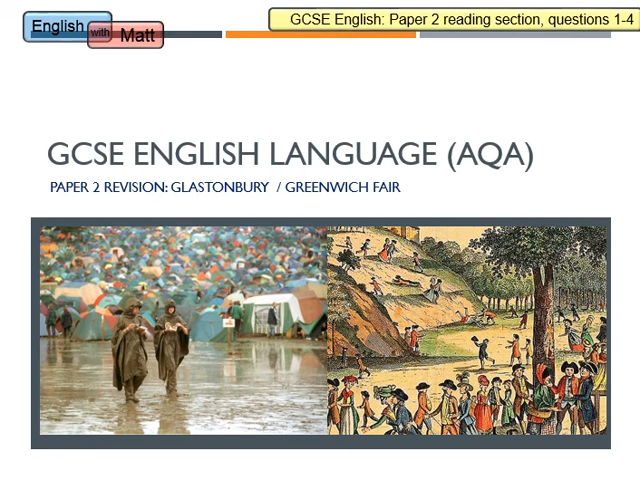 English
with
Matt
GCSE English: Paper 2 reading section, questions 1-4
GCSE ENGLISH LANGUAGE (AQA)
PAPER 2 REVISION: GLASTONBURY / GREENWICH FAIR